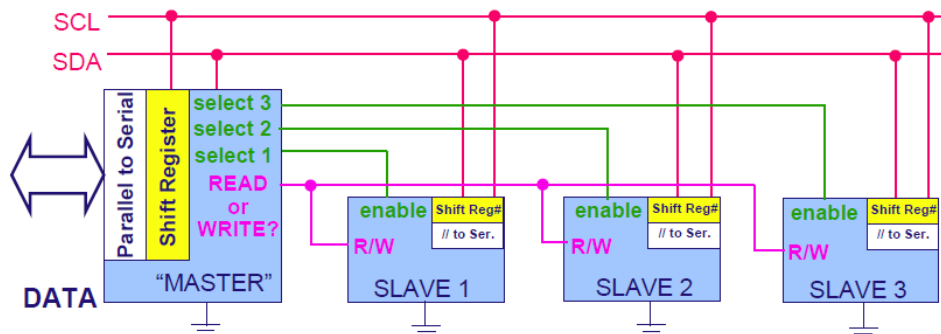 SCL
SDA
Parallel to Serial
Shift Register
select 3
select 2
select 1
READ
or
WRITE?
"MASTER"
DATA
enable
Shift Reg#
// to Ser.
R/W
SLAVE 1
enable
Shift Reg#
// to Ser.
R/W
SLAVE 2
enable
Shift Reg#
// to Ser.
R/W
SLAVE 3